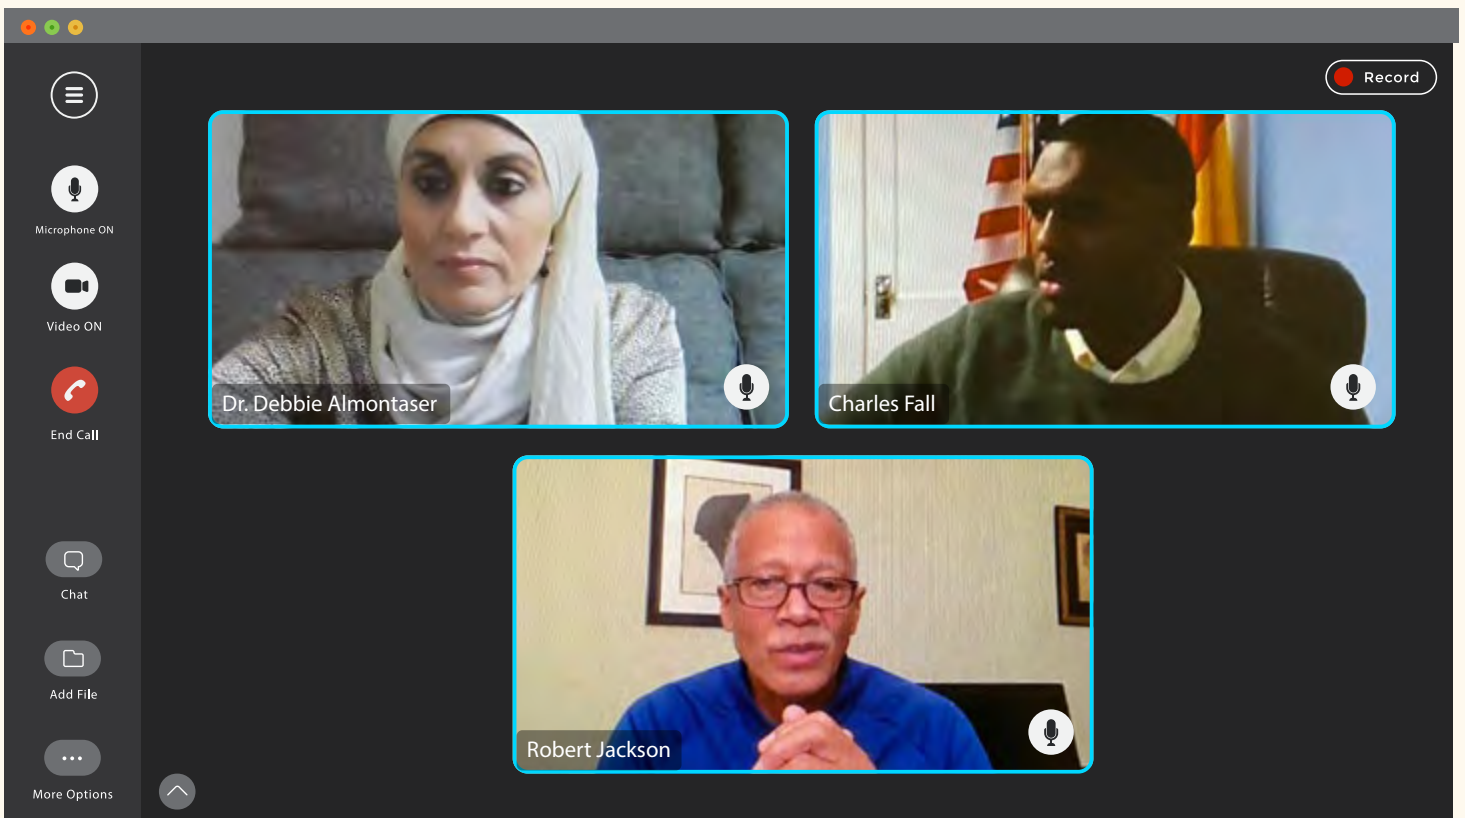 Record
Microphone ON
Video ON
End Call
Chat
Add File
More Options
Dr. Debbie Almontaser
Charles Fall
Robert Jackson